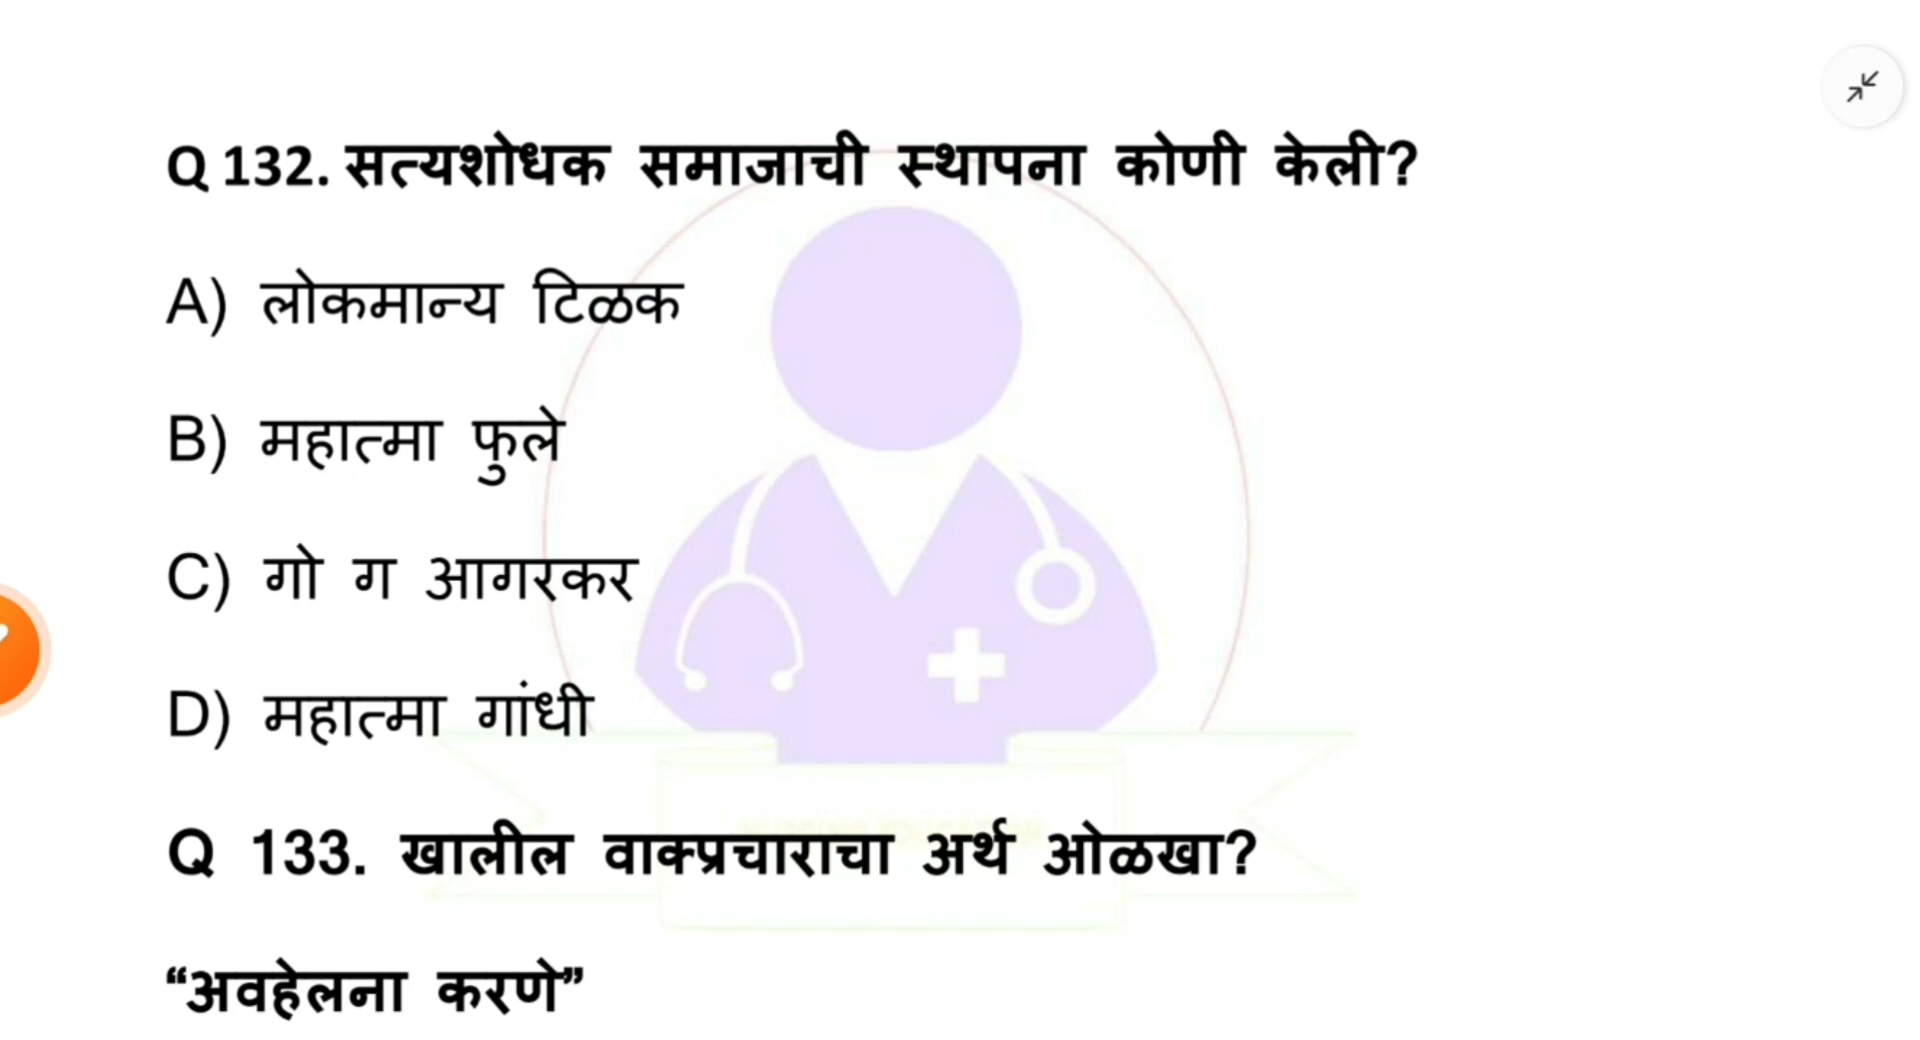 Q 132. सत्यशोधक समाजाची स्थापना कोणी केली?
A) लोकमान्य टिळक
B) महात्मा फुले
C) गो ग आगरकर
D) महात्मा गांधी
Q 133. खालील वाक्प्रचाराचा अर्थ ओळखा?
“अवहेलना करणे”